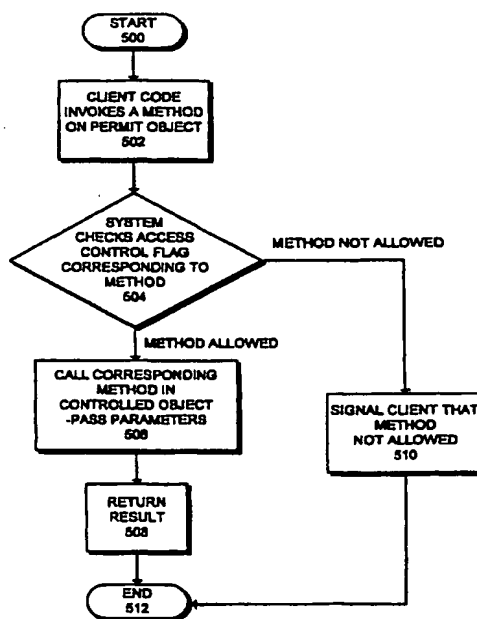 START
500
CLIENT CODE
INVOKES A METHOD
ON PERMIT OBJECT
502
SYSTEM
CHECKS ACCESS
CONTROL FLAG
CORRESPONDING TO
METHOD
504
METHOD NOT ALLOWED
METHOD ALLOWED
CALL CORRESPONDING
METHOD IN
CONTROLLED OBJECT
-PASS PARAMETERS
506
SIGNAL CLIENT THAT
METHOD
NOT ALLOWED
510
RETURN
RESULT
508
END
512